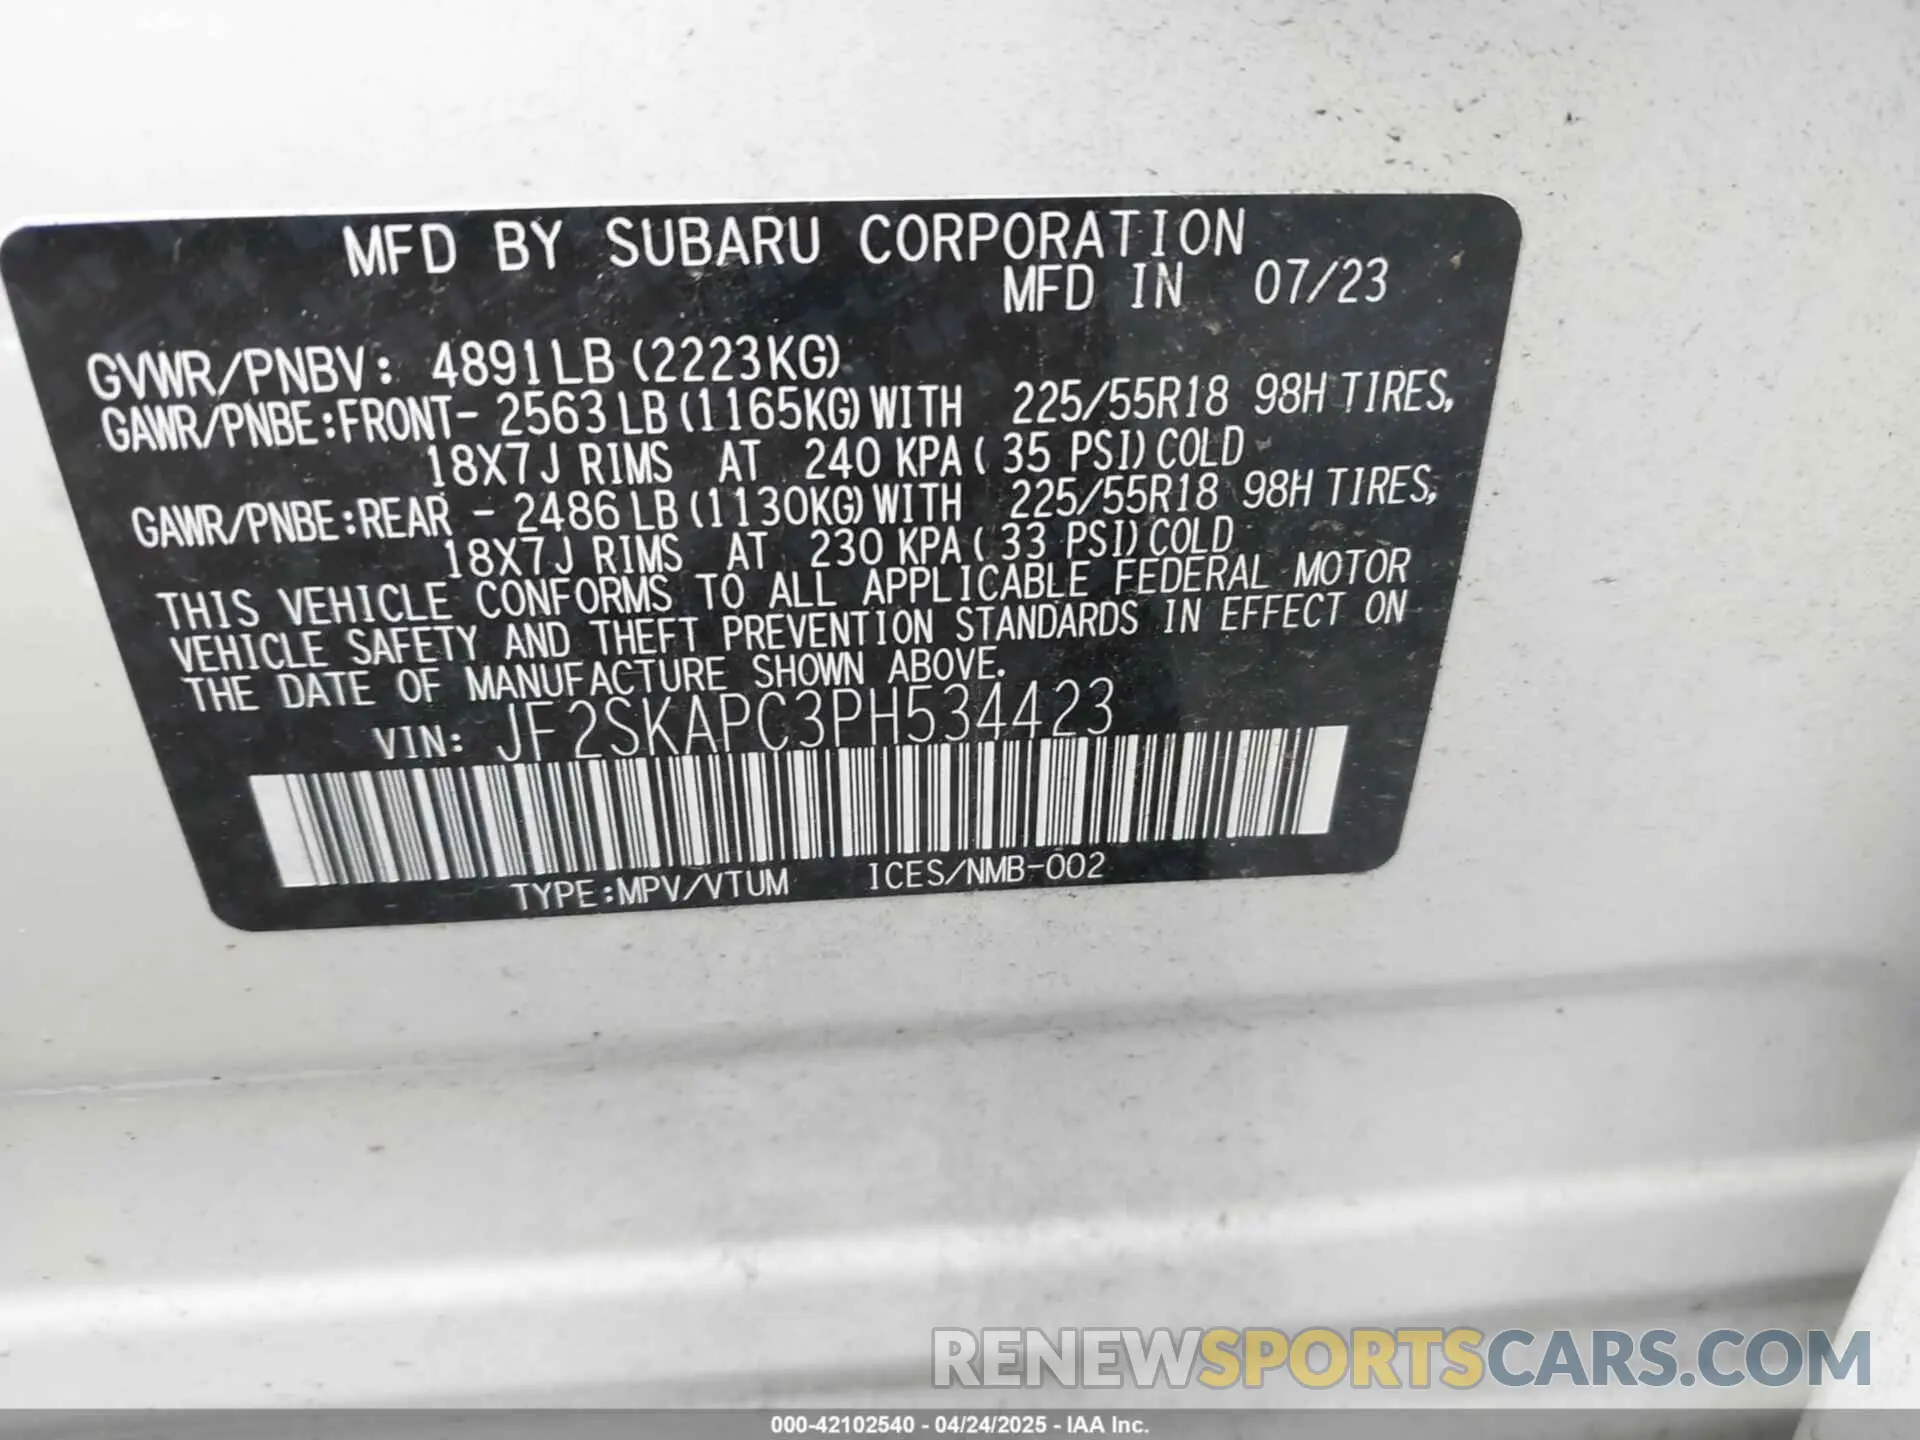 MFD BY SUBARU CORPORATION
MFD IN 07/23
GVWR/PNBV: 4891LB (2223KG)
GAWR/PNBE:FRONT- 2563LB(1165KG)WITH 225/55R18 98H TIRES,
18X7J RIMS AT 240 KPA( 35 PSI)COLD
GAWR/PNBE:REAR - 2486LB(1130KG)WITH 225/55R18 98H TIRES,
18X7J RIMS AT 230 KPA( 33 PSI)COLD
THIS VEHICLE CONFORMS TO ALL APPLICABLE FEDERAL MOTOR
VEHICLE SAFETY AND THEFT PREVENTION STANDARDS IN EFFECT ON
THE DATE OF MANUFACTURE SHOWN ABOVE.
VIN: JF2SKAPC3PH534423
TYPE:MPV/VTUM ICES/NMB-002
RENEWSPORTSCARS.COM
000-42102540 - 04/24/2025 - IAA Inc.